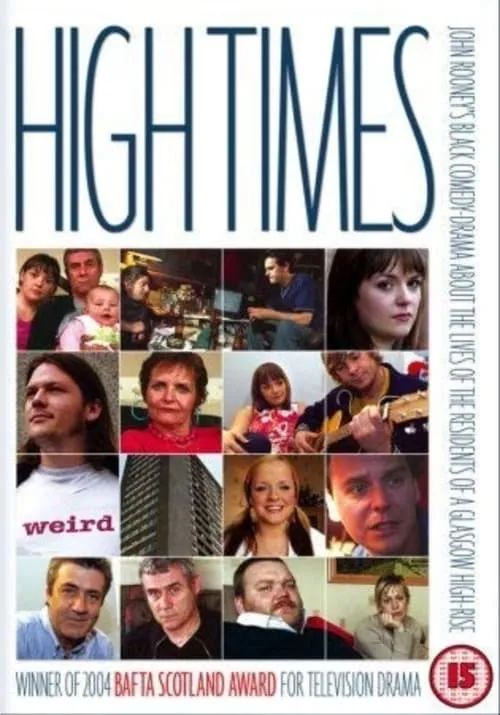 HIGH TIMES
JOHN ROONEY'S BLACK COMEDY-DRAMA ABOUT THE LIVES OF THE RESIDENTS OF A GLASGOW HIGH-RISE
weird
WINNER OF 2004 BAFTA SCOTLAND AWARD FOR TELEVISION DRAMA
15